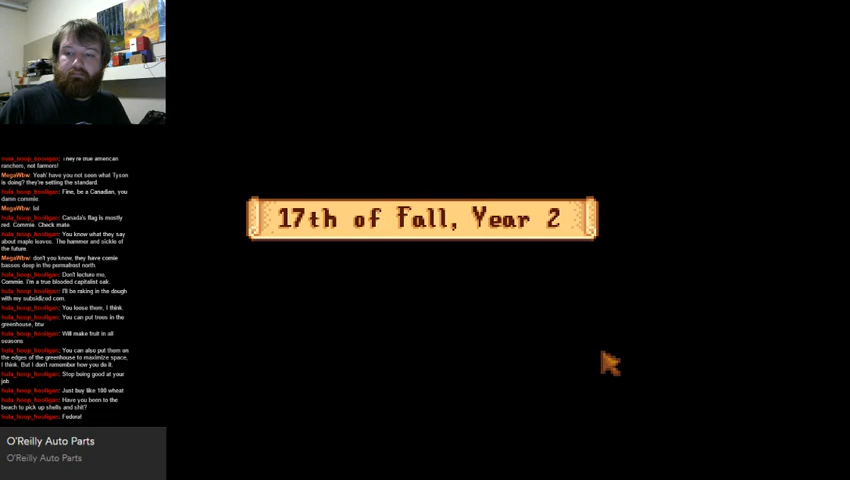 hula_hoop_hooligan: They're blue american
ranchers, not farmers!
MegaWbw: Yeah' have you not seen what Tyson
is doing? they're setting the standard.
hula_hoop_hooligan: Fine, be a Canadian, you
damn commie.
MegaWbw: lol
hula_hoop_hooligan: Canada's flag is mostly
red. Commie. Check mate.
hula_hoop_hooligan: You know what they say
about maple leaves. The hammer and sickle of
the future.
MegaWbw: don't you know, they have comie
basses deep in the permafrost north.
hula_hoop_hooligan: Don't lecture me,
Commie. I'm a true blooded capitalist oak.
hula_hoop_hooligan: I'll be raking in the dough
with my subsidized corn.
hula_hoop_hooligan: You loose them, I think.
hula_hoop_hooligan: You can put trees in the
greenhouse, btw
hula_hoop_hooligan: Will make fruit in all
seasons
hula_hoop_hooligan: You can also put them on
the edges of the greenhouse to maximize space,
I think. But I don't remember how you do it.
hula_hoop_hooligan: Stop being good at your
job
hula_hoop_hooligan: Just buy like 100 wheat
hula_hoop_hooligan: Have you been to the
beach to pick up shells and shit?
hula_hoop_hooligan: Federal
O'Reilly Auto Parts
O'Reilly Auto Parts
17th of Fall, Year 2